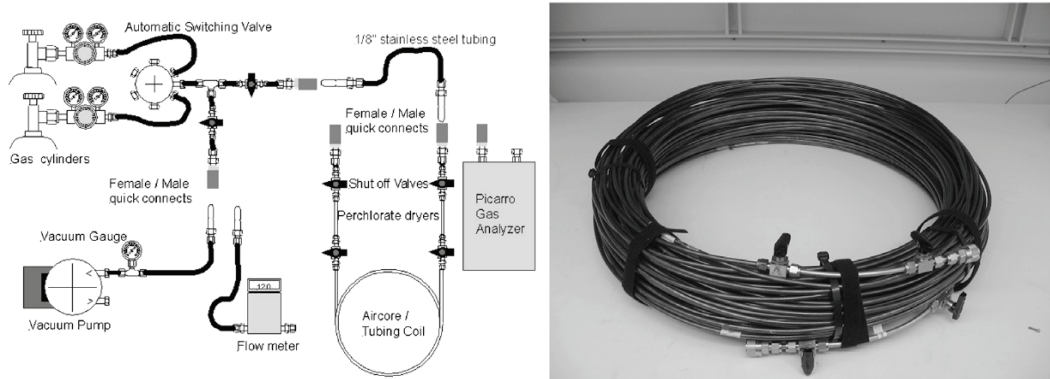 Automatic Switching Valve
1/8" stainless steel tubing
Gas cylinders
Female / Male
quick connects
Female / Male
quick connects
Shut off Valves
Perchlorate dryers
Picarro
Gas
Analyzer
Vacuum Gauge
Vacuum Pump
Flow meter
Aircore /
Tubing Coil